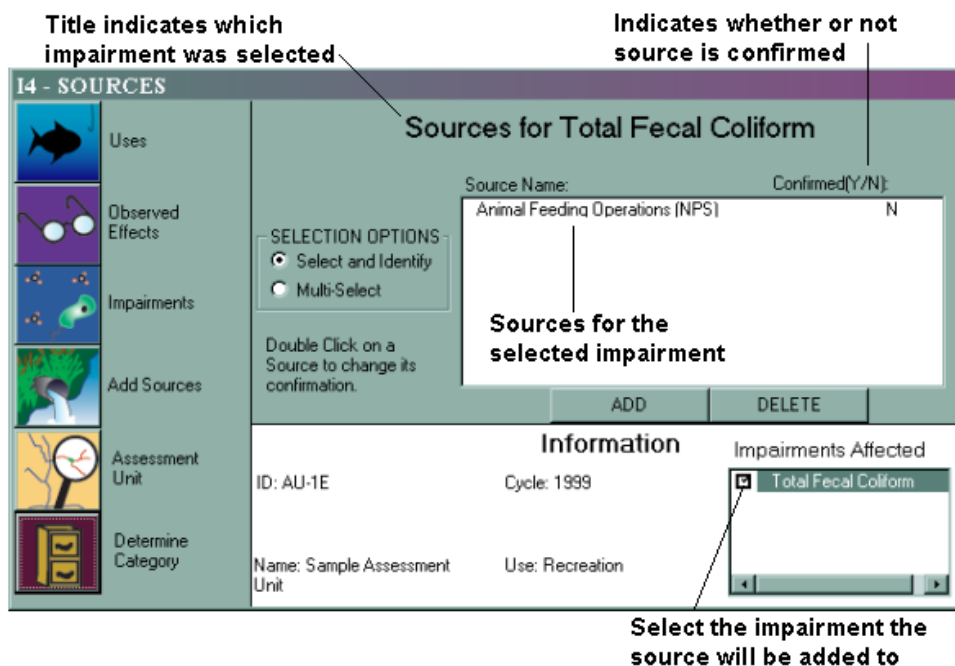 Title indicates which
impairment was selected
Indicates whether or not
source is confirmed
I4 - SOURCES
Uses
Observed
Effects
Impairments
Add Sources
Assessment
Unit
Determine
Category
Sources for Total Fecal Coliform
SELECTION OPTIONS
Select and Identify
Multi-Select
Double Click on a
Source to change its
confirmation.
Source Name: Confirmed(Y/N):
Animal Feeding Operations (NPS) N
Sources for the
selected impairment
ADD DELETE
Information
ID: AU-1E Cycle: 1999
Name: Sample Assessment
Unit
Use: Recreation
Impairments Affected
Total Fecal Coliform
Select the impairment the
source will be added to